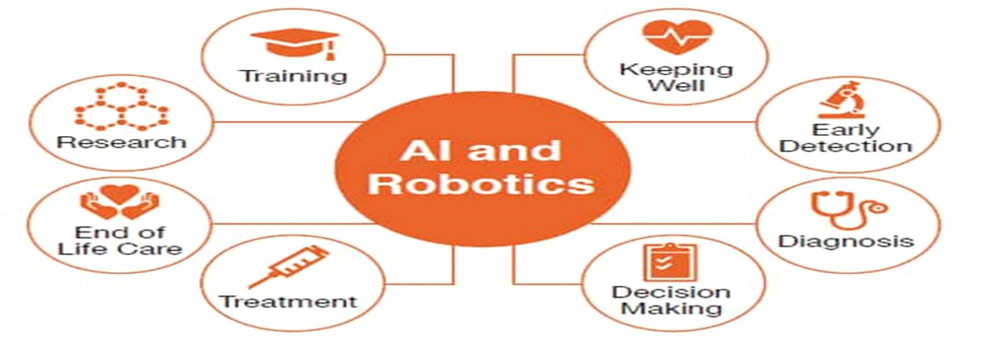 Training
Keeping
Well
Research
Early
Detection
AI and
Robotics
End of
Life Care
Diagnosis
Treatment
Decision
Making